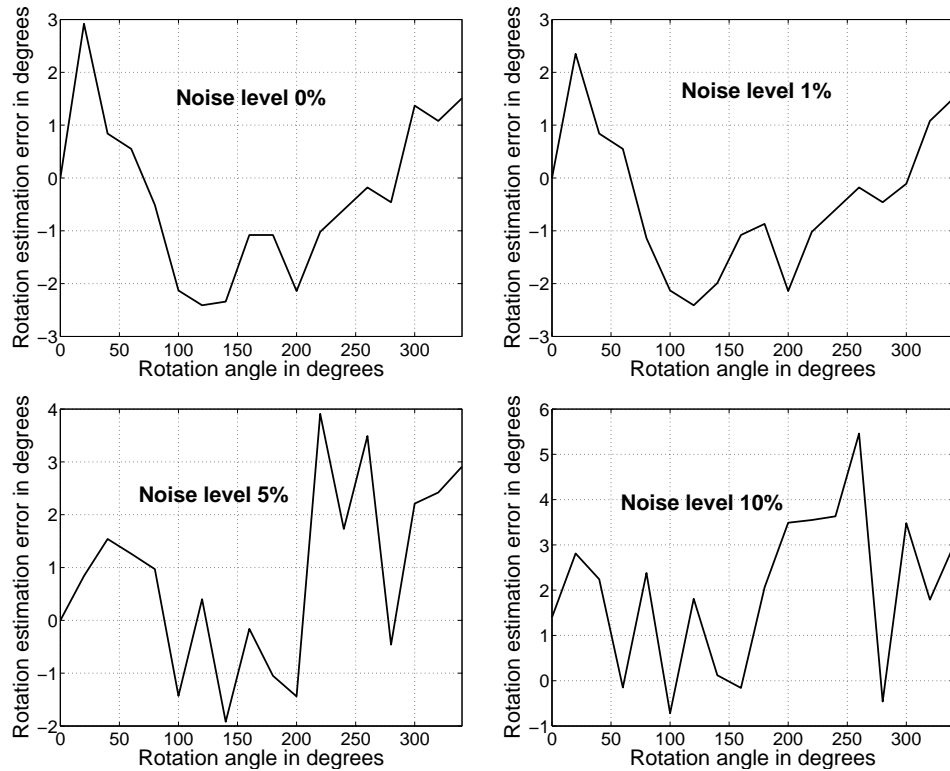 3
2
1
0
−1
−2
−3
0 50 100 150 200 250 300
Rotation angle in degrees
Rotation estimation error in degrees
Noise level 0%
3
2
1
0
−1
−2
−3
0 50 100 150 200 250 300
Rotation angle in degrees
Rotation estimation error in degrees
Noise level 1%
4
3
2
1
0
−1
−2
0 50 100 150 200 250 300
Rotation angle in degrees
Rotation estimation error in degrees
Noise level 5%
6
5
4
3
2
1
0
−1
0 50 100 150 200 250 300
Rotation angle in degrees
Rotation estimation error in degrees
Noise level 10%